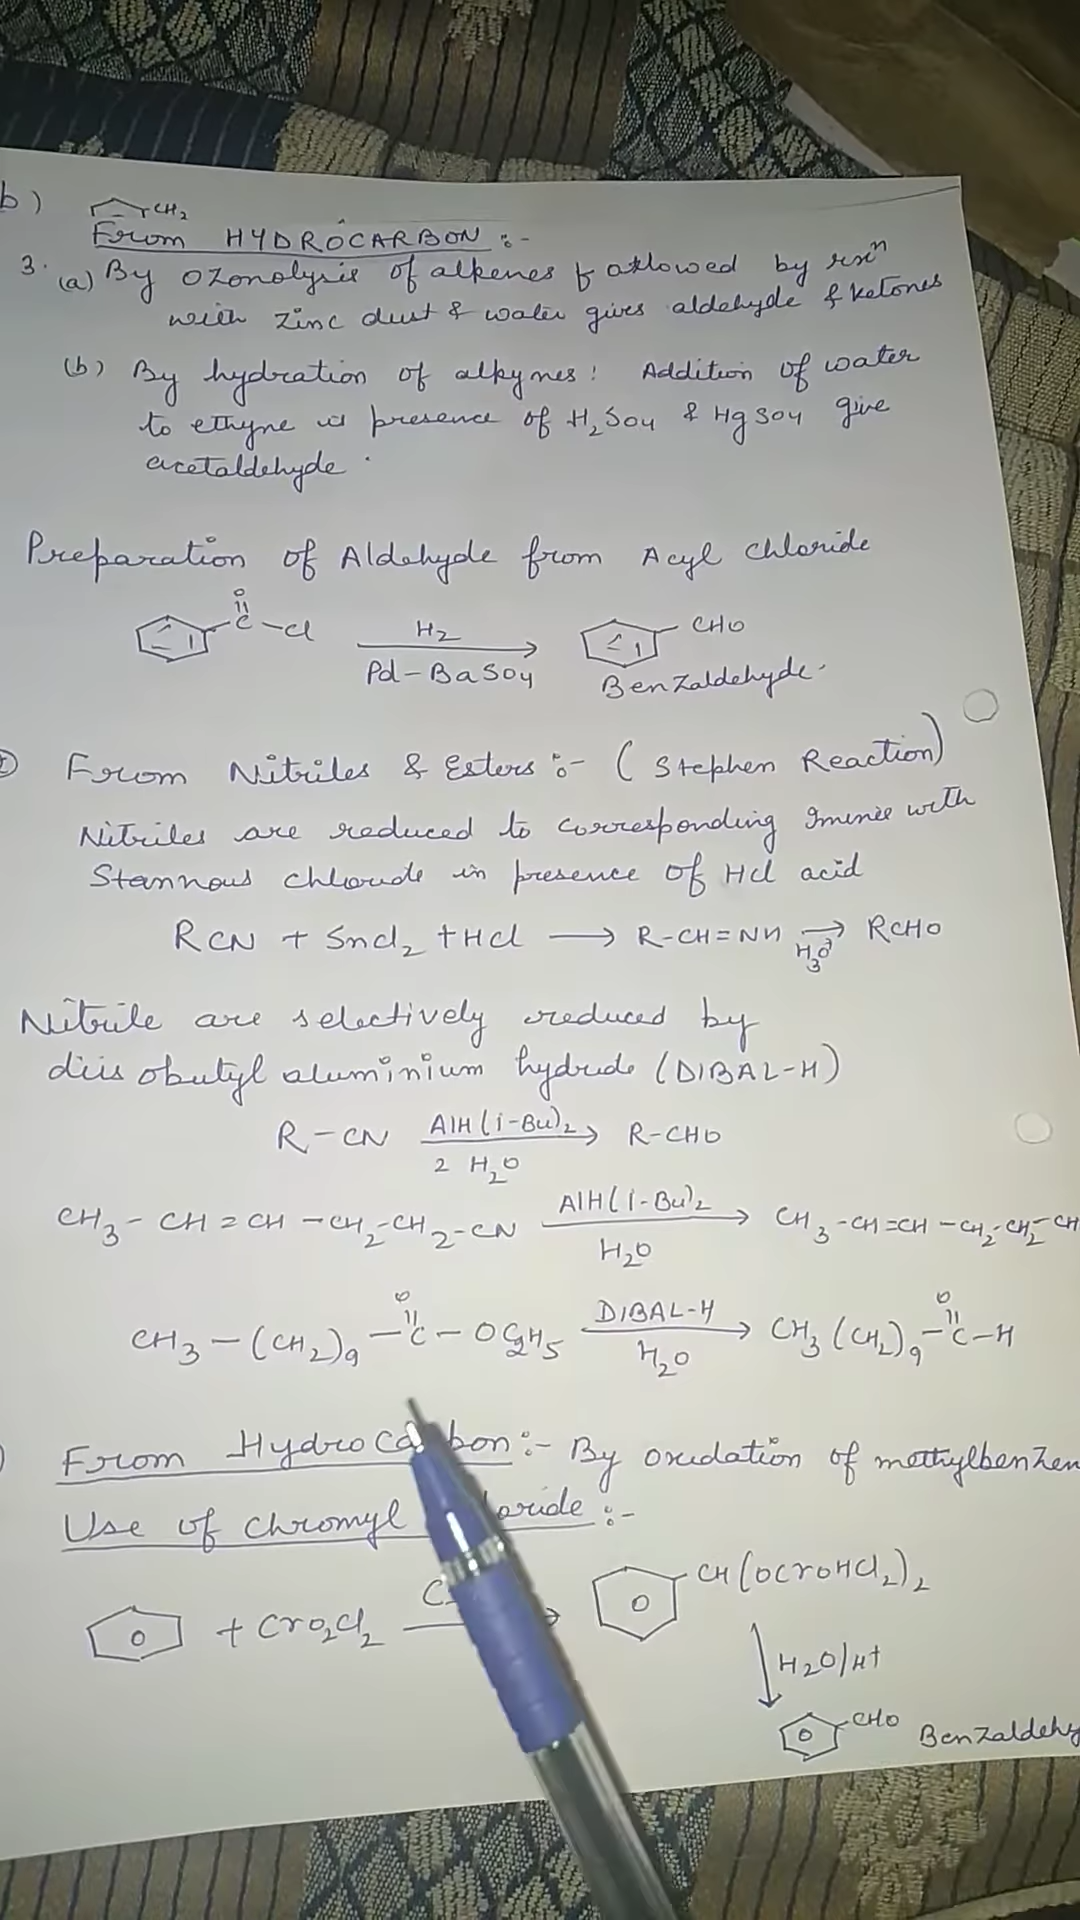 b)
CH2
From HYDROCARBON :-
3. (a) By ozonolysis of alkenes followed by rxn
with zinc dust & water gives aldehyde & ketones
(b) By hydration of alkynes: Addition of water
to ethyne is presence of H2SO4 & HgSO4 give
acetaldehyde.
Preparation of Aldehyde from Acyl chloride
O
C-Cl H2 CHO
Pd-BaSO4 Benzaldehyde.
From Nitriles & Esters :- (Stephen Reaction)
Nitriles are reduced to corresponding Iminie with
Stannous chloride in presence of HCl acid
RCN + SnCl2 + HCl → R-CH=NH → RCHO
H3O+
Nitrile are selectively reduced by
diisobutyl aluminium hydride (DIBAL-H)
R-CN AlH(i-Bu)2 → R-CHO
2 H2O
CH3-CH=CH-CH2-CH2-CN AlH(i-Bu)2 → CH3-CH=CH-CH2-CH2-CH
H2O
O DIBAL-H O
CH3-(CH2)9-C-OC2H5 → CH3(CH2)9-C-H
H2O
From Hydrocarbon:- By oxidation of methylbenzen
Use of chromyl chloride :-
+ CrO2Cl2 → CH(OCrOHCl2)2
H2O/H+
CHO Benzaldehy